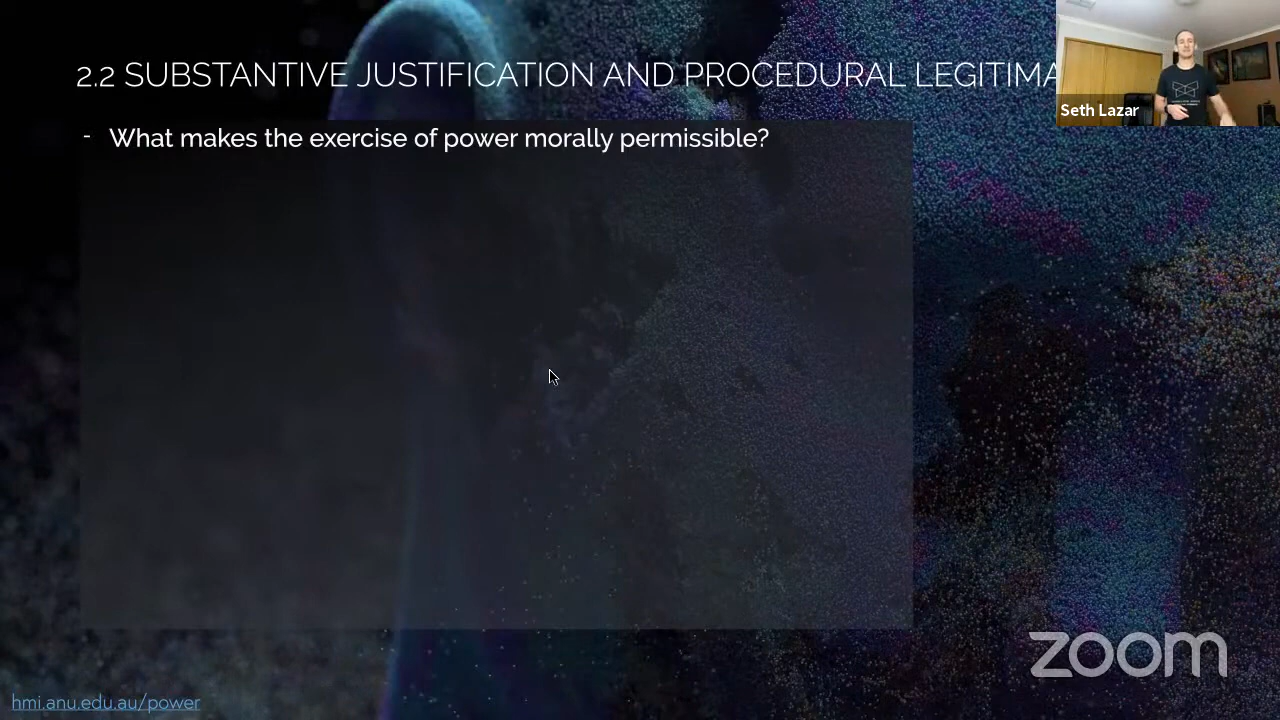 2.2 SUBSTANTIVE JUSTIFICATION AND PROCEDURAL LEGITIMA
Seth Lazar
- What makes the exercise of power morally permissible?
zoom
hmi.anu.edu.au/power